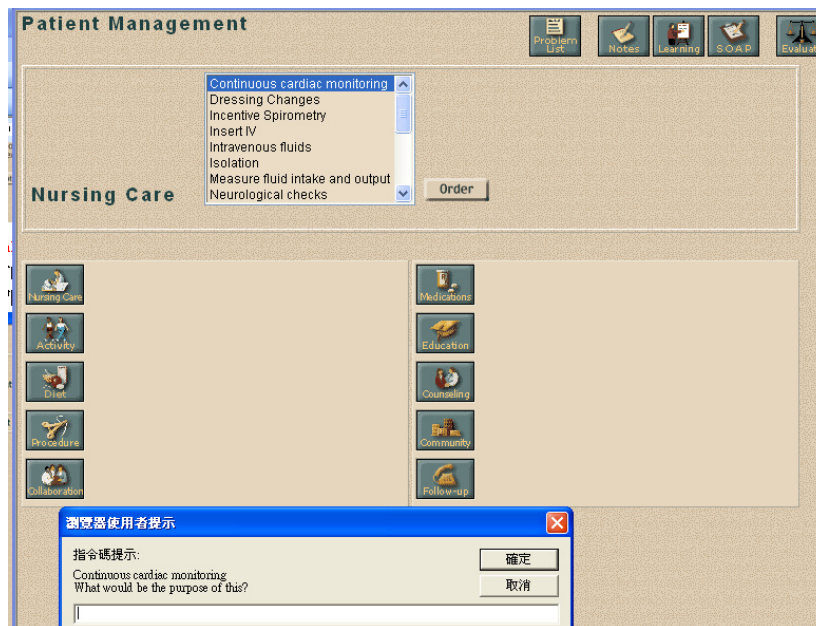 Patient Management
Problem List
Notes
Learning
SOAP
Continuous cardiac monitoring
Dressing Changes
Incentive Spirometry
Insert IV
Intravenous fluids
Isolation
Measure fluid intake and output
Neurological checks
Nursing Care
Order
Nursing Care
Activity
Diet
Procedure
Collaboration
Medications
Education
Counseling
Community
Follow-up
瀏覽器使用者提示
指令碼提示:
Continuous cardiac monitoring
What would be the purpose of this?
確定
取消